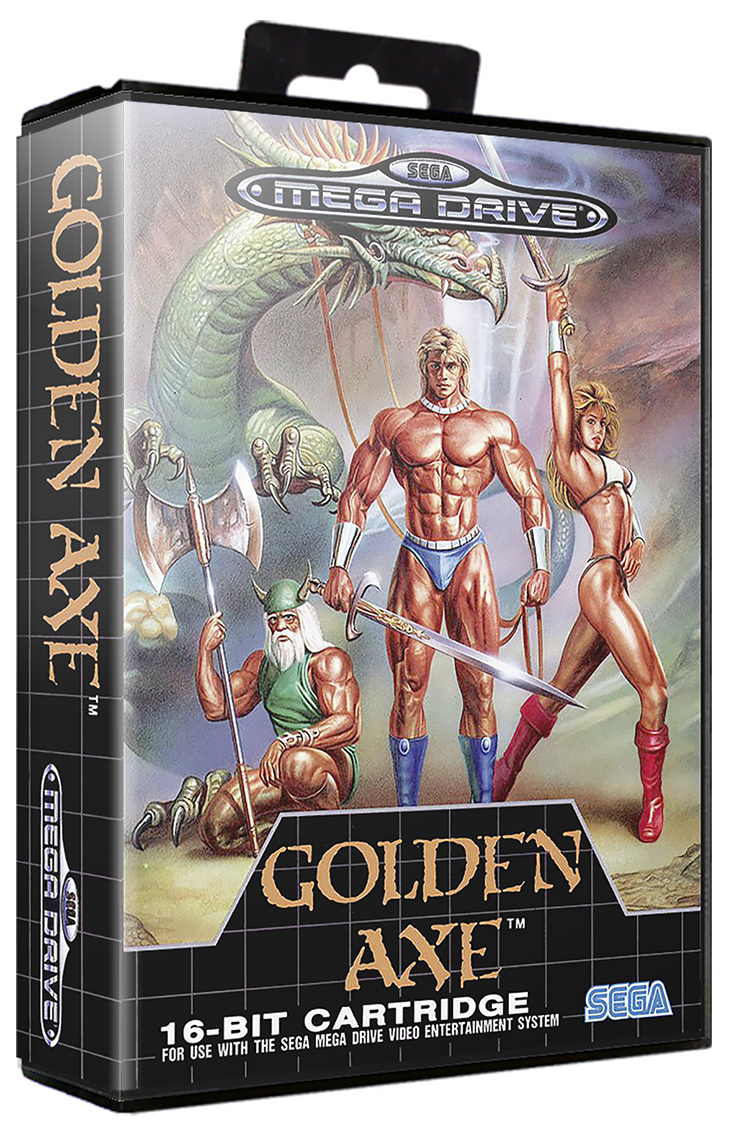 GOLDEN AXE™
SEGA
MEGA DRIVE
SEGA
MEGA DRIVE
GOLDEN
AXE™
16-BIT CARTRIDGE
FOR USE WITH THE SEGA MEGA DRIVE VIDEO ENTERTAINMENT SYSTEM
SEGA